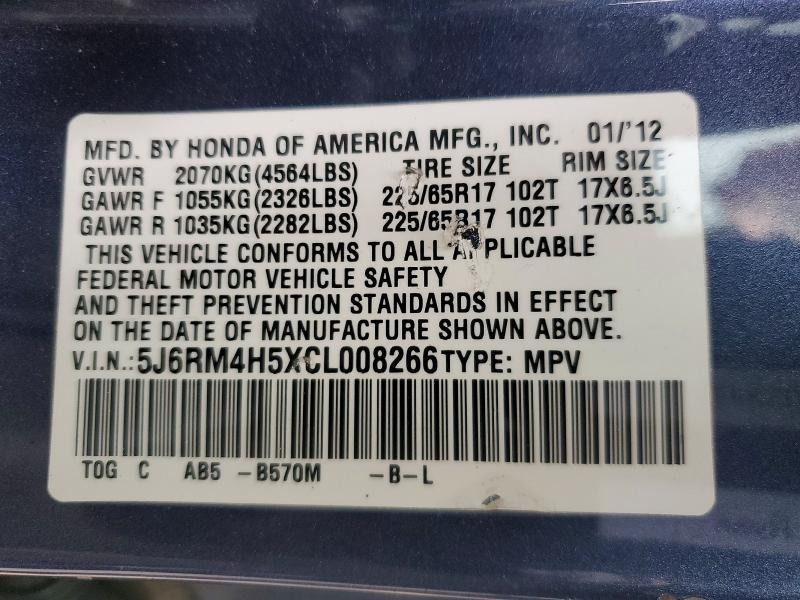 MFD. BY HONDA OF AMERICA MFG., INC. 01/'12
GVWR 2070KG(4564LBS) TIRE SIZE RIM SIZE
GAWR F 1055KG(2326LBS) 225/65R17 102T 17X6.5J
GAWR R 1035KG(2282LBS) 225/65R17 102T 17X6.5J
THIS VEHICLE CONFORMS TO ALL APPLICABLE
FEDERAL MOTOR VEHICLE SAFETY
AND THEFT PREVENTION STANDARDS IN EFFECT
ON THE DATE OF MANUFACTURE SHOWN ABOVE.
V.I.N.: 5J6RM4H5XCL008266 TYPE: MPV
TOG C AB5 -B570M -B-L